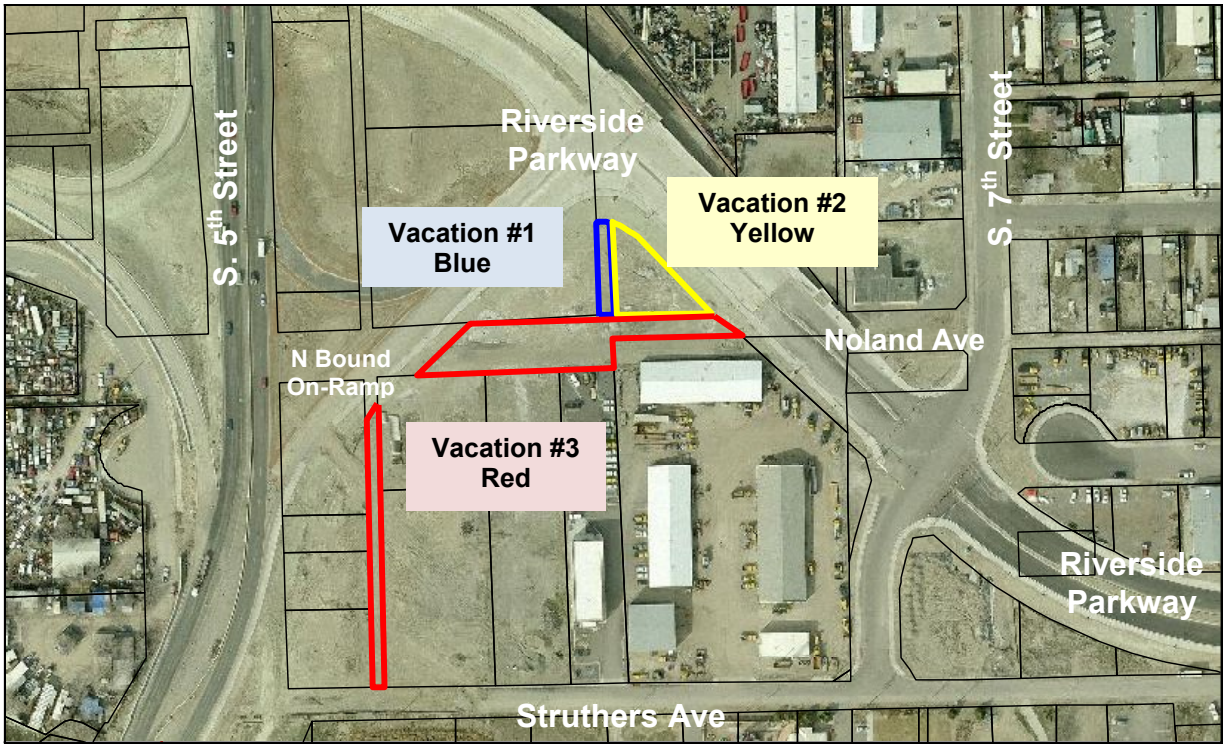 Riverside
Parkway
S. 5th Street
S. 7th Street
Vacation #2
Yellow
Vacation #1
Blue
Noland Ave
N Bound
On-Ramp
Vacation #3
Red
Riverside
Parkway
Struthers Ave